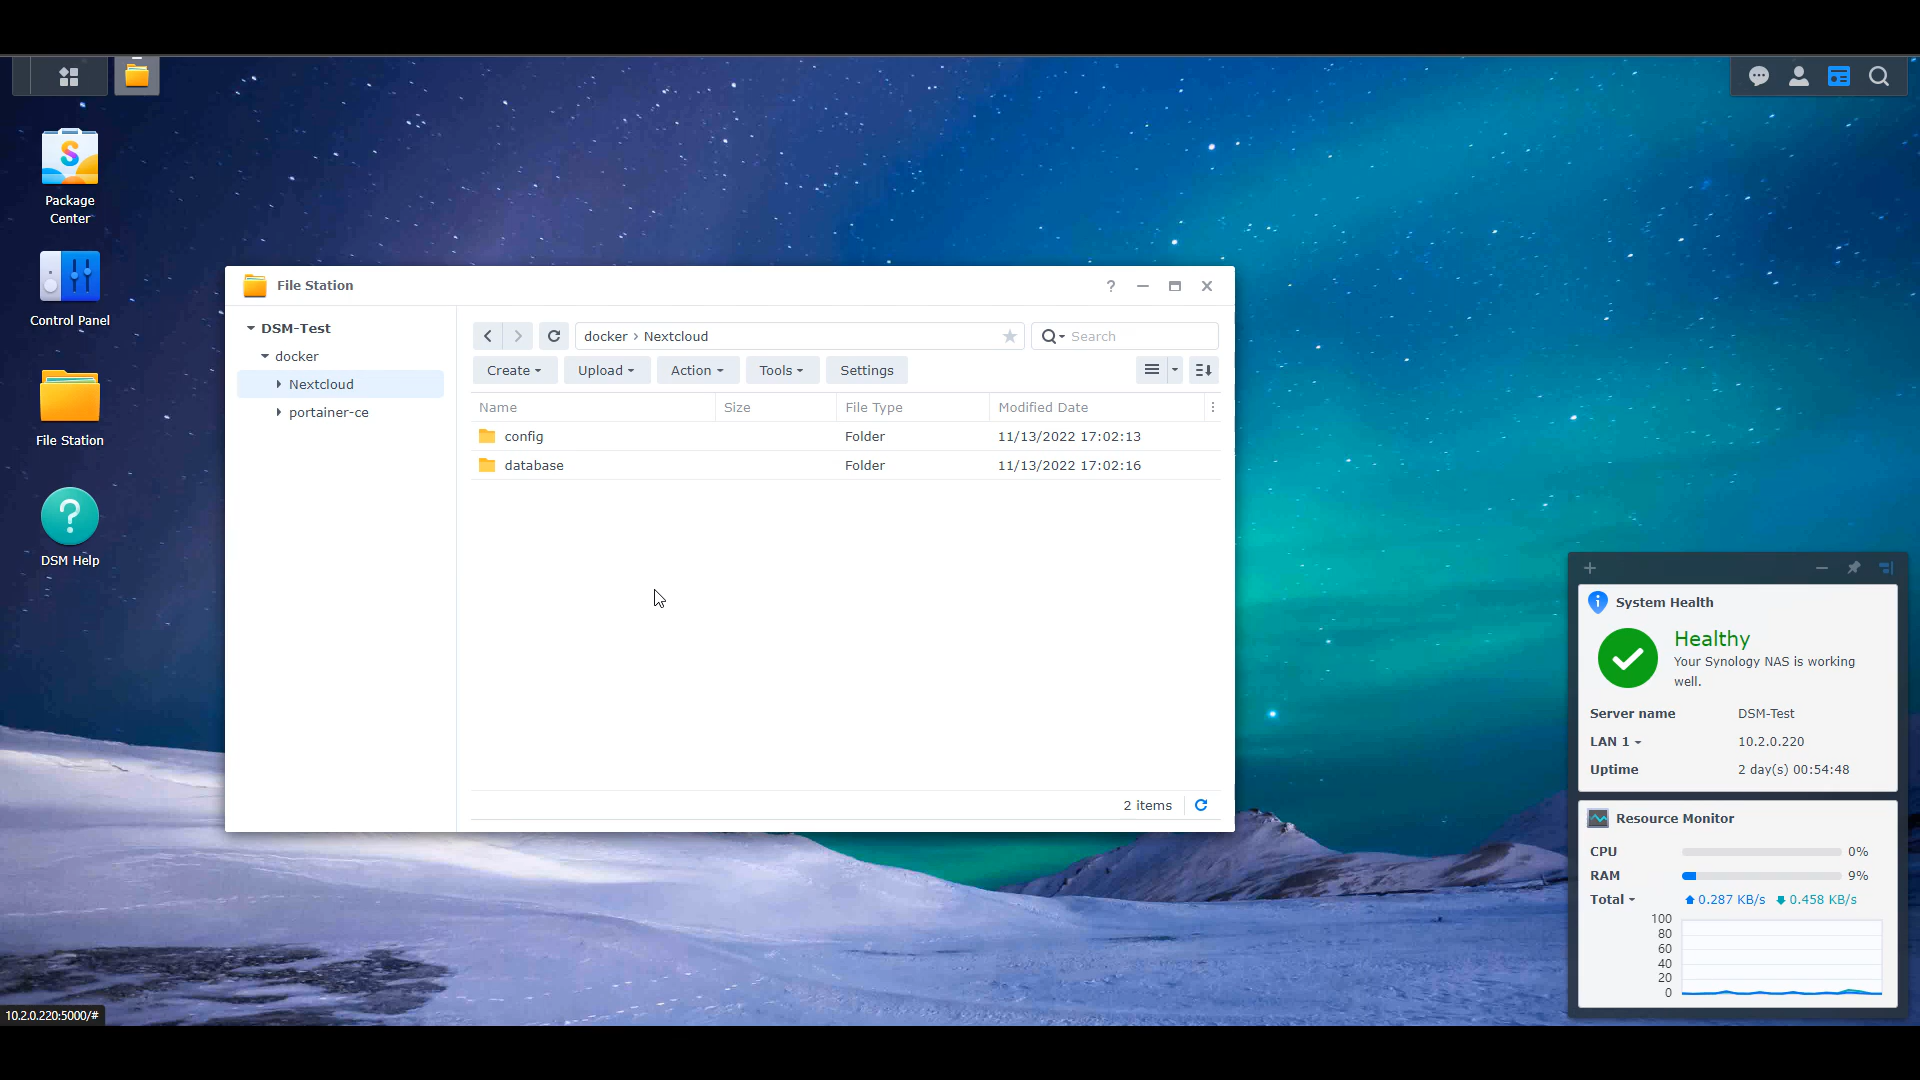 Package
Center
Control Panel
File Station
DSM Help
File Station
DSM-Test
docker
Nextcloud
portainer-ce
docker › Nextcloud
Search
Create
Upload
Action
Tools
Settings
Name Size File Type Modified Date
config Folder 11/13/2022 17:02:13
database Folder 11/13/2022 17:02:16
2 items
System Health
Healthy
Your Synology NAS is working
well.
Server name DSM-Test
LAN 1 10.2.0.220
Uptime 2 day(s) 00:54:48
Resource Monitor
CPU 0%
RAM 9%
Total 0.287 KB/s 0.458 KB/s
100
80
60
40
20
0
10.2.0.220:5000/#